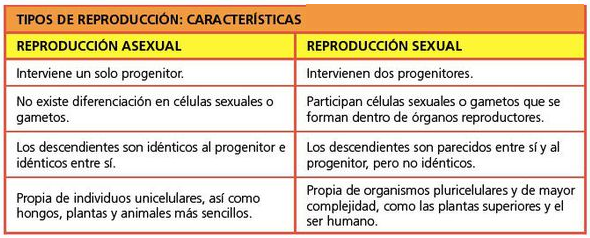 TIPOS DE REPRODUCCIÓN: CARACTERÍSTICAS
REPRODUCCIÓN ASEXUAL
REPRODUCCIÓN SEXUAL
Interviene un solo progenitor.
Intervienen dos progenitores.
No existe diferenciación en células sexuales o
gametos.
Participan células sexuales o gametos que se
forman dentro de órganos reproductores.
Los descendientes son idénticos al progenitor e
idénticos entre sí.
Los descendientes son parecidos entre sí y al
progenitor, pero no idénticos.
Propia de individuos unicelulares, así como
hongos, plantas y animales más sencillos.
Propia de organismos pluricelulares y de mayor
complejidad, como las plantas superiores y el
ser humano.